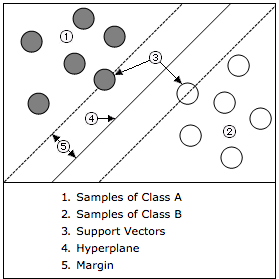 ①
③
④
⑤
②
1. Samples of Class A
2. Samples of Class B
3. Support Vectors
4. Hyperplane
5. Margin